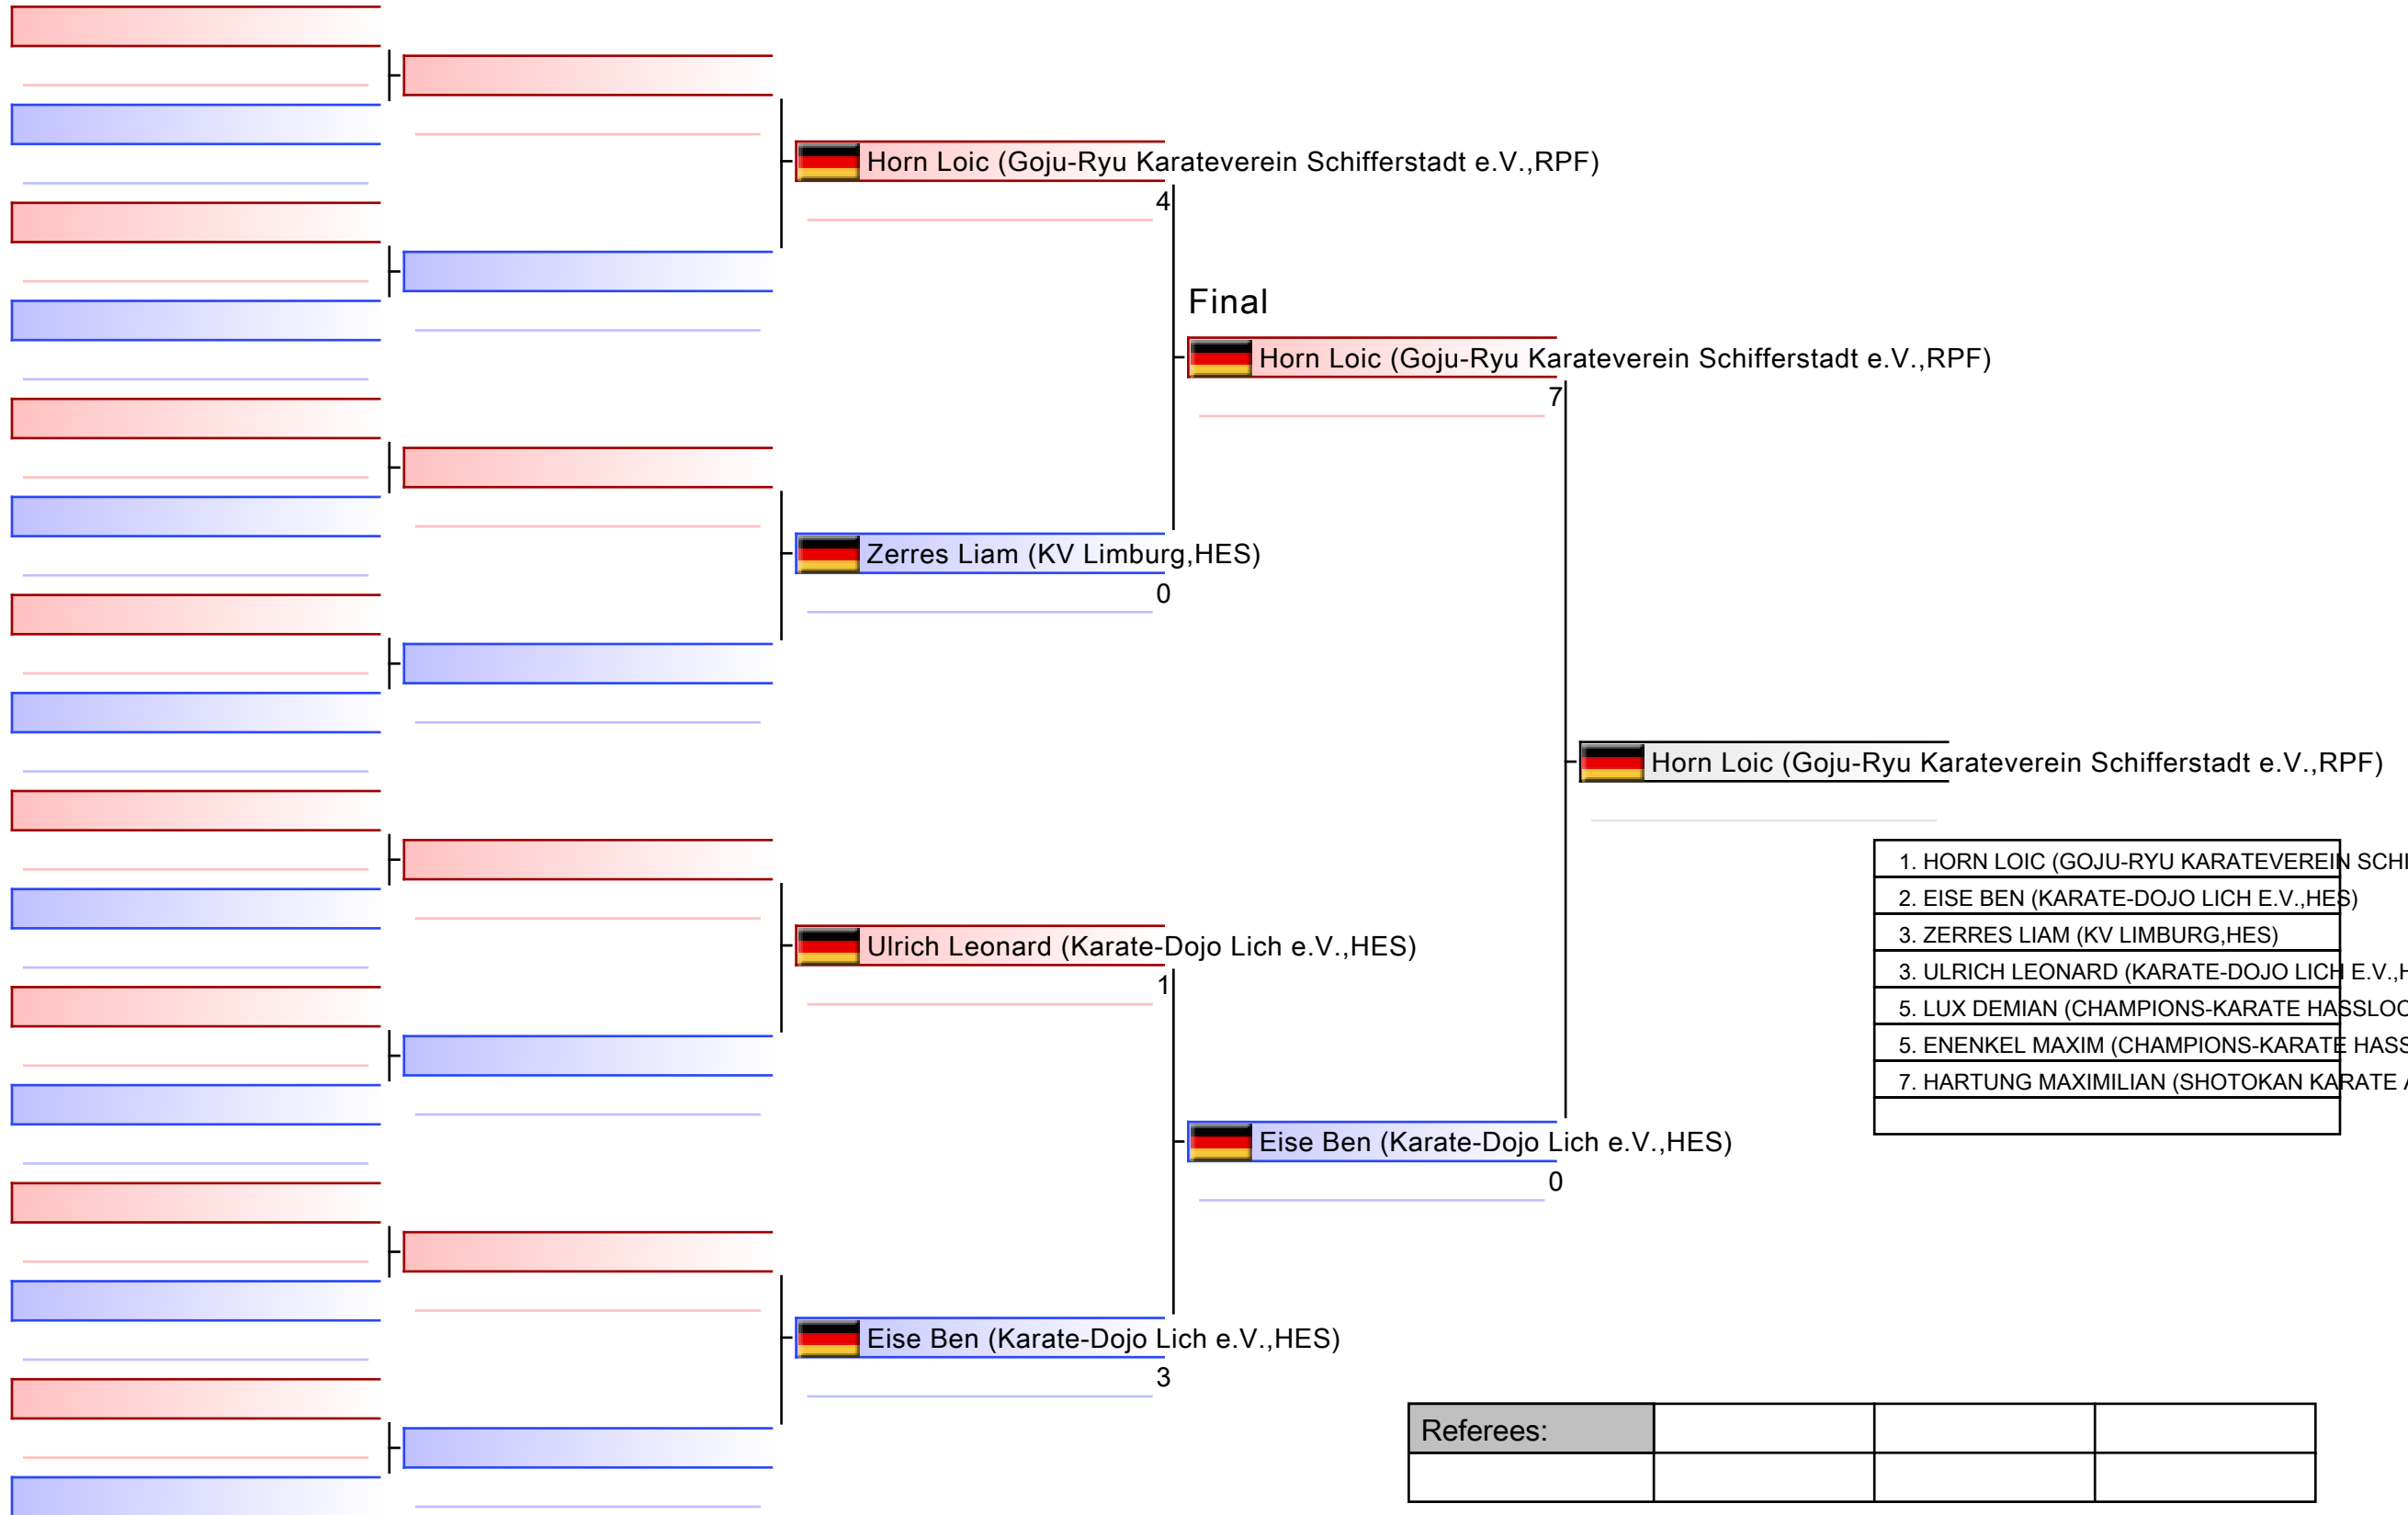 Horn Loic (Goju-Ryu Karateverein Schifferstadt e.V.,RPF)
4
Final
Horn Loic (Goju-Ryu Karateverein Schifferstadt e.V.,RPF)
7
Zerres Liam (KV Limburg,HES)
0
Horn Loic (Goju-Ryu Karateverein Schifferstadt e.V.,RPF)
1. HORN LOIC (GOJU-RYU KARATEVEREIN
2. EISE BEN (KARATE-DOJO LICH E.V.,HES)
3. ZERRES LIAM (KV LIMBURG,HES)
3. ULRICH LEONARD (KARATE-DOJO LICH E.V.,
5. LUX DEMIAN (CHAMPIONS-KARATE
5. ENENKEL MAXIM (CHAMPIONS-KARATE
7. HARTUNG MAXIMILIAN (SHOTOKAN KARATE
Ulrich Leonard (Karate-Dojo Lich e.V.,HES)
1
Eise Ben (Karate-Dojo Lich e.V.,HES)
0
Eise Ben (Karate-Dojo Lich e.V.,HES)
3
Referees: